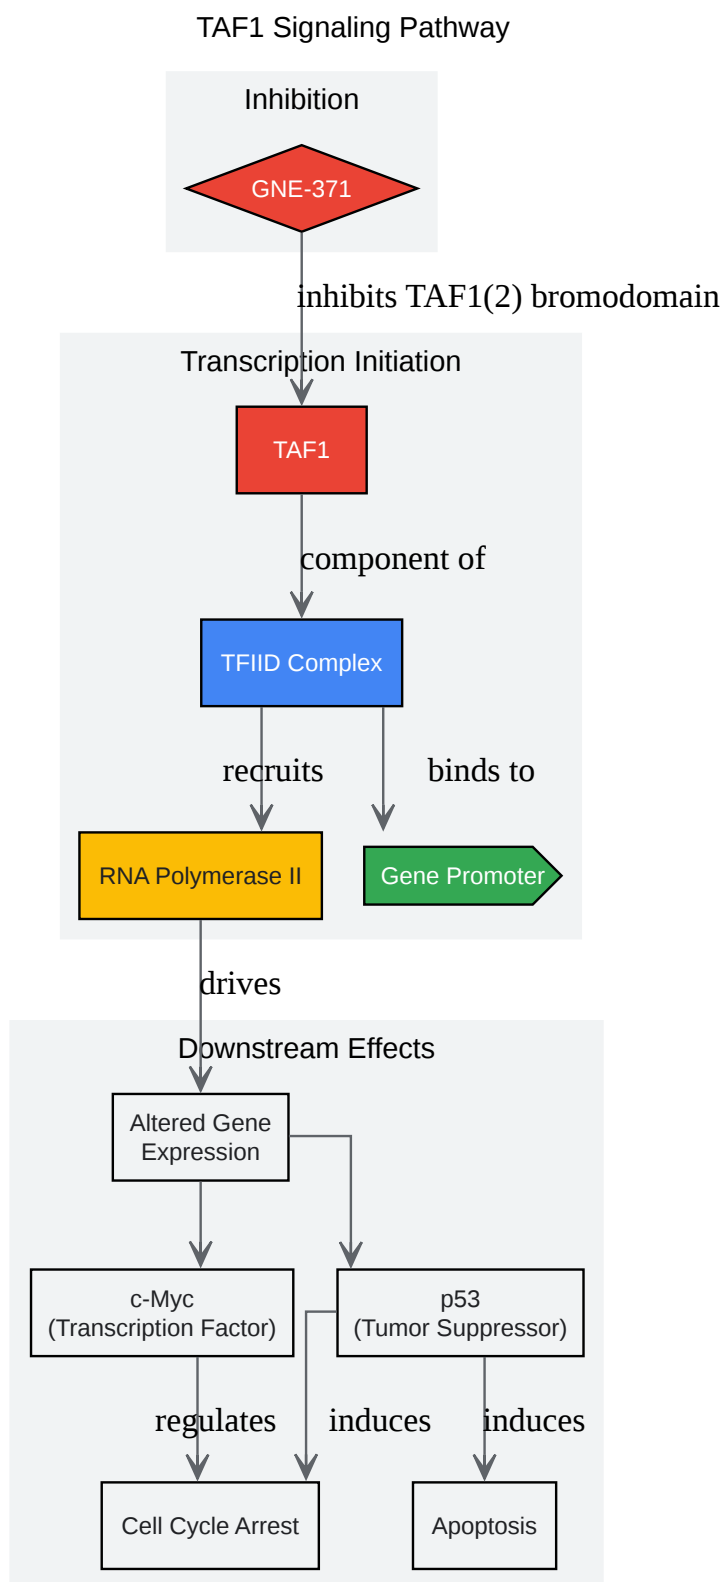 TAF1 Signaling Pathway
Inhibition
GNE-371
inhibits TAF1(2) bromodomain
Transcription Initiation
TAF1
component of
TFIID Complex
recruits
binds to
RNA Polymerase II
Gene Promoter
drives
Downstream Effects
Altered Gene
Expression
c-Myc
(Transcription Factor)
p53
(Tumor Suppressor)
regulates
induces
induces
Cell Cycle Arrest
Apoptosis